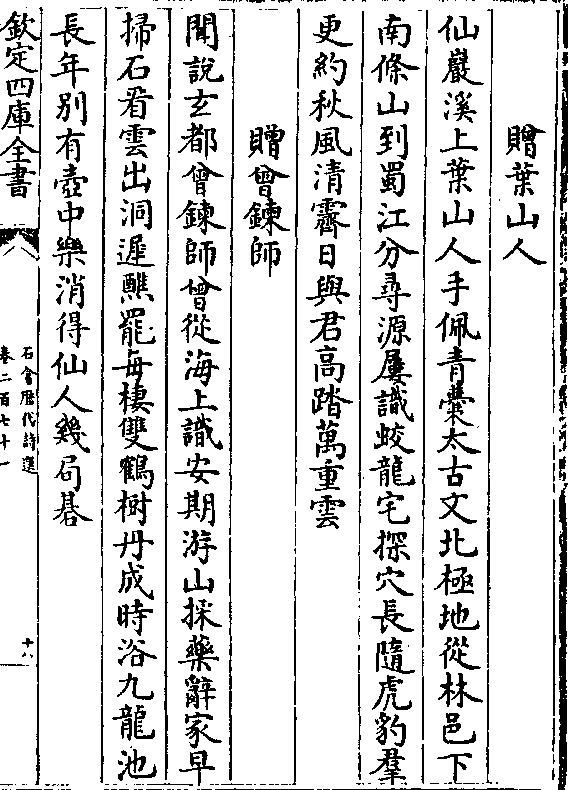 贈葉山人
仙巖溪上葉山人手佩青囊太古文北極地從林邑下
南條山到蜀江分尋源屢識蛟龍宅探穴長隨虎豹羣
更約秋風清霽日與君高踏萬重雲
贈曾鍊師
聞說玄都曾鍊師曾從海上識安期游山採藥辭家早
掃石看雲出洞遲醮罷每棲雙鶴樹丹成時浴九龍池
長年別有壺中樂消得仙人幾局碁
欽定四庫全書
石倉歷代詩選
卷二百七十一
十八